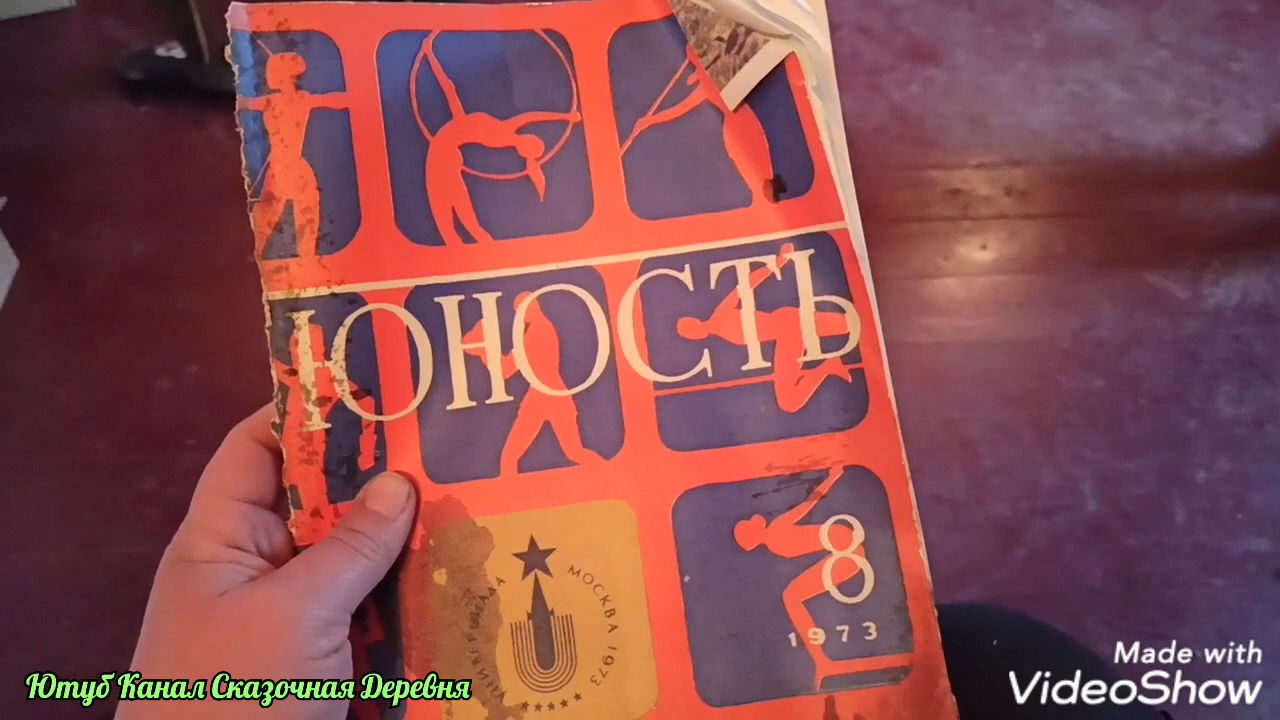 ЮНОСТЬ
8
1973
МОСКВА 1973
Ютуб Канал Сказочная Деревня
Made with
VideoShow